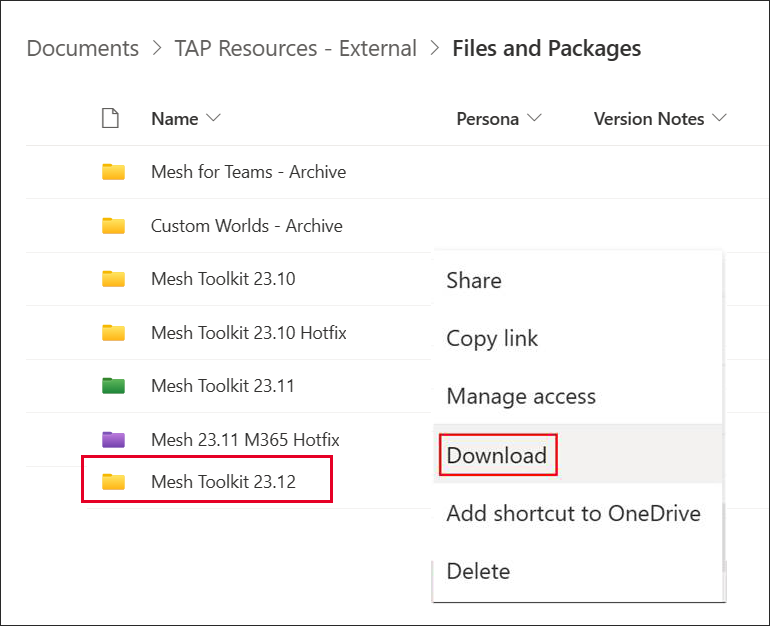 Documents > TAP Resources - External > Files and Packages
Name Persona Version Notes
Mesh for Teams - Archive
Custom Worlds - Archive
Mesh Toolkit 23.10
Mesh Toolkit 23.10 Hotfix
Mesh Toolkit 23.11
Mesh 23.11 M365 Hotfix
Mesh Toolkit 23.12
Share
Copy link
Manage access
Download
Add shortcut to OneDrive
Delete